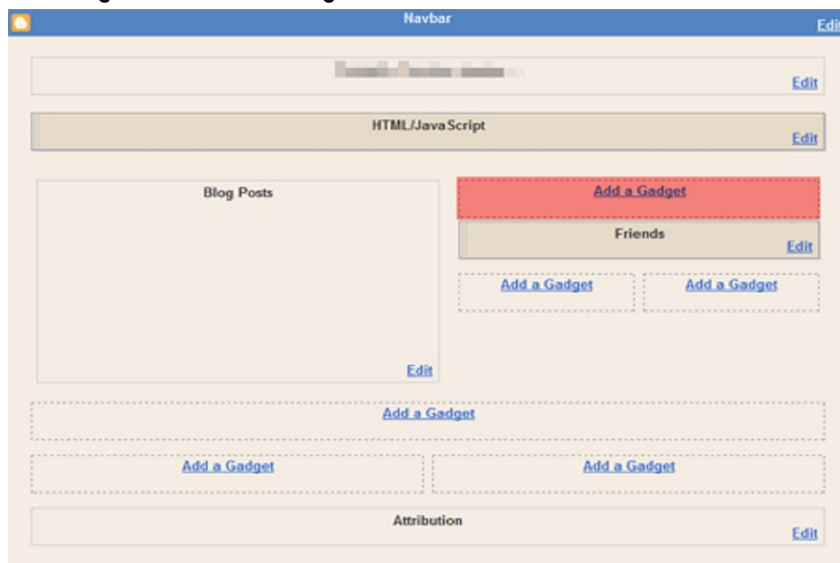 Navbar
Edit
Edit
HTML/JavaScript
Edit
Blog Posts
Edit
Add a Gadget
Friends
Edit
Add a Gadget Add a Gadget
Add a Gadget
Add a Gadget Add a Gadget
Attribution
Edit